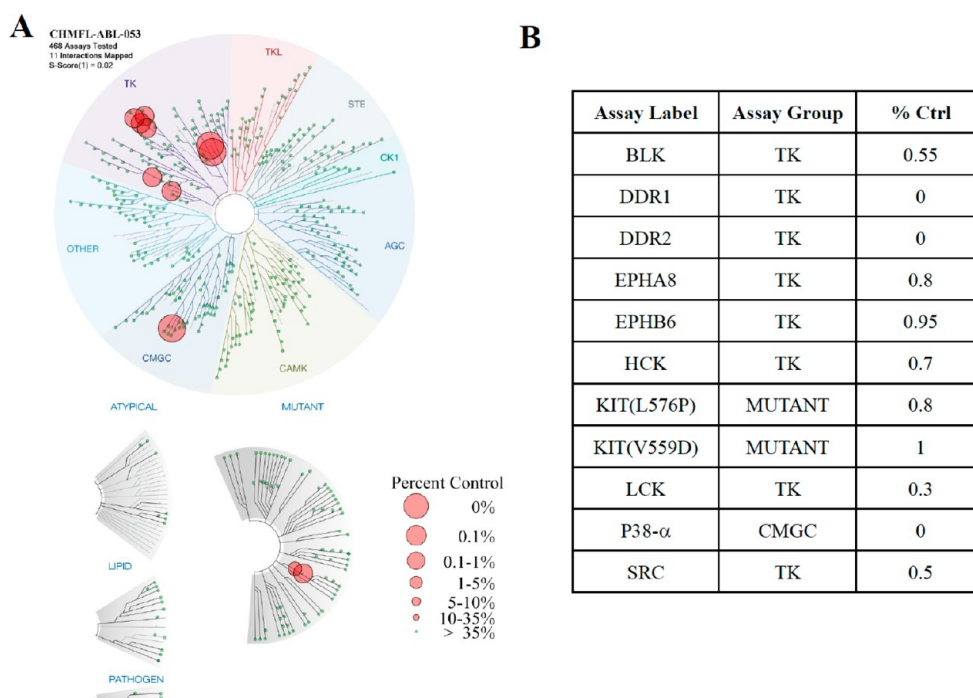 A
CHMFL-ABL-053
468 Assays Tested
11 Interactions Mapped
S-Score(1) = 0.02
TK
TKL
STE
CK1
AGC
CAMK
CMGC
OTHER
ATYPICAL
MUTANT
LIPID
PATHOGEN
Percent Control
0%
0.1%
0.1-1%
1-5%
5-10%
10-35%
> 35%
B
Assay Label Assay Group % Ctrl
BLK TK 0.55
DDR1 TK 0
DDR2 TK 0
EPHA8 TK 0.8
EPHB6 TK 0.95
HCK TK 0.7
KIT(L576P) MUTANT 0.8
KIT(V559D) MUTANT 1
LCK TK 0.3
P38-α CMGC 0
SRC TK 0.5